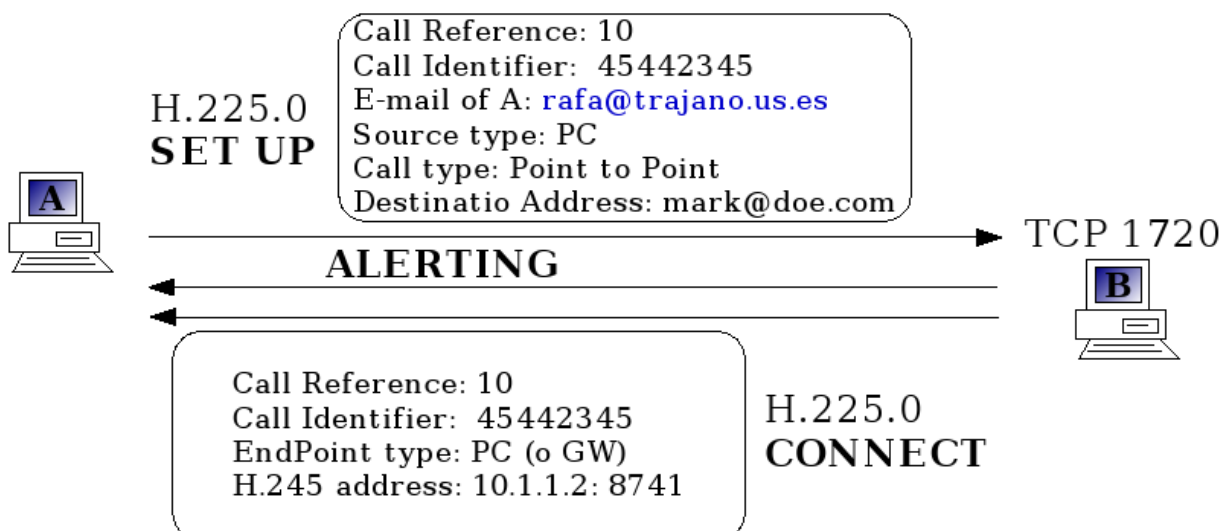 Call Reference: 10
Call Identifier:  45442345
E-mail of A: rafa@trajano.us.es
Source type: PC
Call type: Point to Point
Destinatio Address: mark@doe.com
H.225.0
SET UP
A
TCP 1720
ALERTING
B
Call Reference: 10
Call Identifier:  45442345
EndPoint type: PC (o GW)
H.245 address: 10.1.1.2: 8741
H.225.0
CONNECT